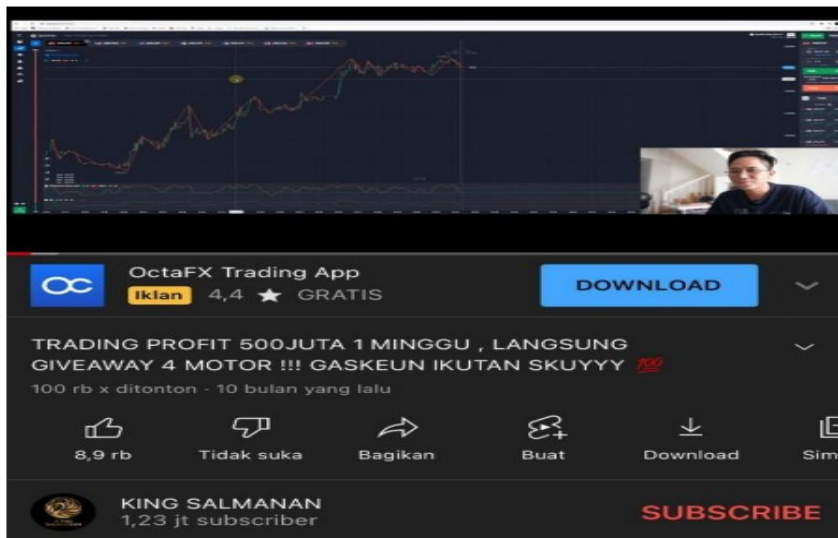 OctaFX Trading App
Iklan 4,4 ★ GRATIS
DOWNLOAD
TRADING PROFIT 500JUTA 1 MINGGU , LANGSUNG
GIVEAWAY 4 MOTOR !!! GASKEUN IKUTAN SKUYYY 💯
100 rb x ditonton · 10 bulan yang lalu
8,9 rb
Tidak suka
Bagikan
Buat
Download
Sim
KING SALMANAN
1,23 jt subscriber
SUBSCRIBE